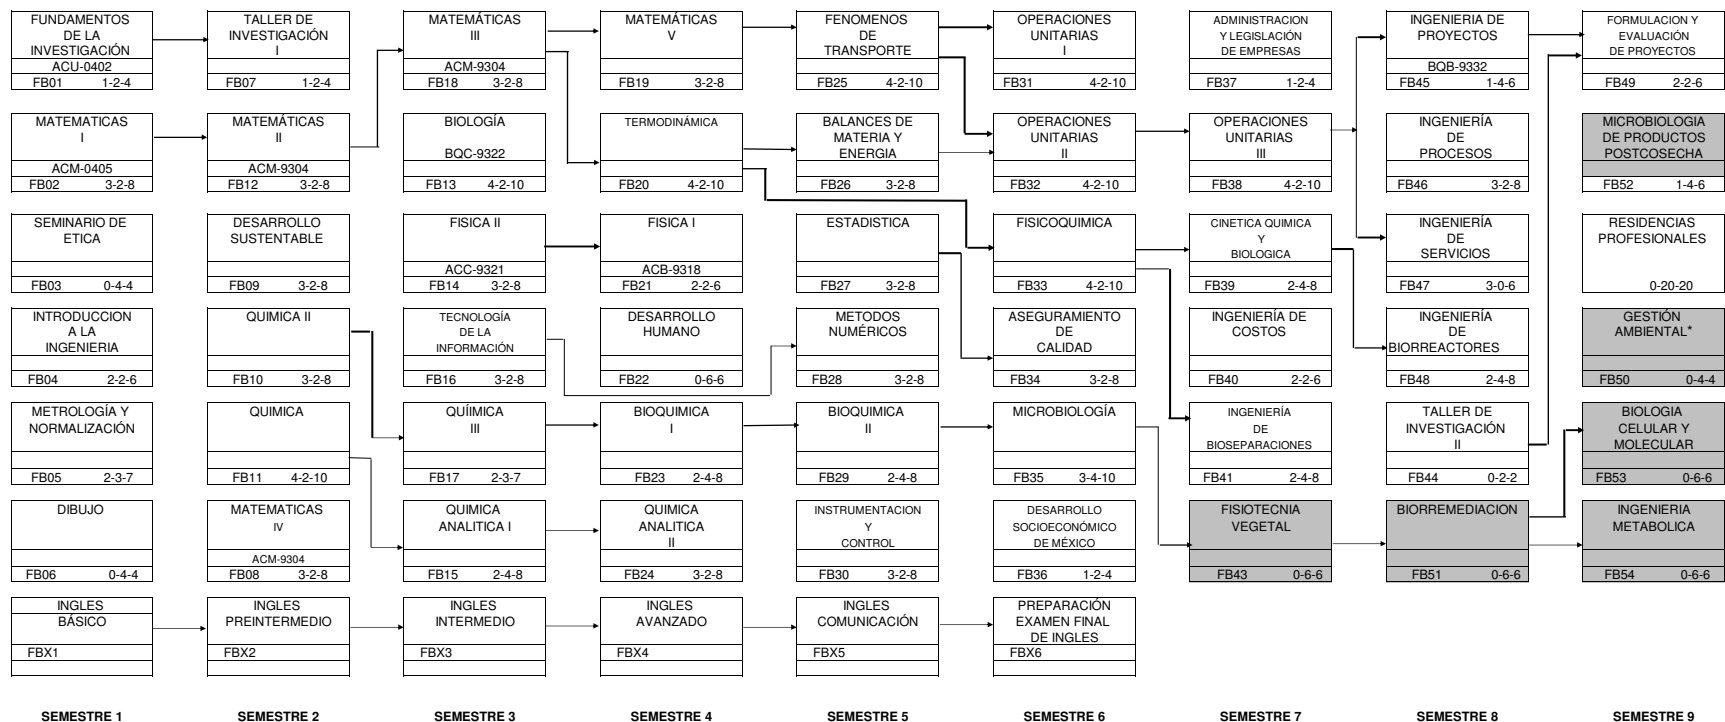 FUNDAMENTOS
DE LA
INVESTIGACIÓN
ACU-0402
FB01 1-2-4
TALLER DE
INVESTIGACIÓN
I
FB07 1-2-4
MATEMÁTICAS
III
ACM-9304
FB18 3-2-8
MATEMÁTICAS
V
FB19 3-2-8
FENOMENOS
DE
TRANSPORTE
FB25 4-2-10
OPERACIONES
UNITARIAS
I
FB31 4-2-10
ADMINISTRACION
Y LEGISLACIÓN
DE EMPRESAS
FB37 1-2-4
INGENIERIA DE
PROYECTOS
BQB-9332
FB45 1-4-6
FORMULACION Y
EVALUACIÓN
DE PROYECTOS
FB49 2-2-6
MATEMATICAS
I
ACM-0405
FB02 3-2-8
MATEMÁTICAS
II
ACM-9304
FB12 3-2-8
BIOLOGÍA
BQC-9322
FB13 4-2-10
TERMODINÁMICA
FB20 4-2-10
BALANCES DE
MATERIA Y
ENERGIA
FB26 3-2-8
OPERACIONES
UNITARIAS
II
FB32 4-2-10
OPERACIONES
UNITARIAS
III
FB38 4-2-10
INGENIERÍA
DE
PROCESOS
FB46 3-2-8
MICROBIOLOGIA
DE PRODUCTOS
POSTCOSECHA
FB52 1-4-6
SEMINARIO DE
ETICA
FB03 0-4-4
DESARROLLO
SUSTENTABLE
FB09 3-2-8
FISICA II
ACC-9321
FB14 3-2-8
FISICA I
ACB-9318
FB21 2-2-6
ESTADISTICA
FB27 3-2-8
FISICOQUIMICA
FB33 4-2-10
CINETICA QUIMICA
Y
BIOLOGICA
FB39 2-4-8
INGENIERÍA
DE
SERVICIOS
FB47 3-0-6
RESIDENCIAS
PROFESIONALES
0-20-20
INTRODUCCION
A LA
INGENIERIA
FB04 2-2-6
QUIMICA II
FB10 3-2-8
TECNOLOGÍA
DE LA
INFORMACIÓN
FB16 3-2-8
DESARROLLO
HUMANO
FB22 0-6-6
METODOS
NUMÉRICOS
FB28 3-2-8
ASEGURAMIENTO
DE
CALIDAD
FB34 3-2-8
INGENIERÍA DE
COSTOS
FB40 2-2-6
INGENIERÍA
DE
BIORREACTORES
FB48 2-4-8
GESTIÓN
AMBIENTAL*
FB50 0-4-4
METROLOGÍA Y
NORMALIZACIÓN
FB05 2-3-7
QUIMICA
FB11 4-2-10
QUÍIMICA
III
FB17 2-3-7
BIOQUIMICA
I
FB23 2-4-8
BIOQUIMICA
II
FB29 2-4-8
MICROBIOLOGÍA
FB35 3-4-10
INGENIERÍA
DE
BIOSEPARACIONES
FB41 2-4-8
TALLER DE
INVESTIGACIÓN
II
FB44 0-2-2
BIOLOGIA
CELULAR Y
MOLECULAR
FB53 0-6-6
DIBUJO
FB06 0-4-4
MATEMATICAS
IV
ACM-9304
FB08 3-2-8
QUIMICA
ANALITICA I
FB15 2-4-8
QUIMICA
ANALITICA
II
FB24 3-2-8
INSTRUMENTACION
Y
CONTROL
FB30 3-2-8
DESARROLLO
SOCIOECONÓMICO
DE MÉXICO
FB36 1-2-4
FISIOTECNIA
VEGETAL
FB43 0-6-6
BIORREMEDIACION
FB51 0-6-6
INGENIERIA
METABOLICA
FB54 0-6-6
INGLES
BÁSICO
FBX1
INGLES
PREINTERMEDIO
FBX2
INGLES
INTERMEDIO
FBX3
INGLES
AVANZADO
FBX4
INGLES
COMUNICACIÓN
FBX5
PREPARACIÓN
EXAMEN FINAL
DE INGLES
FBX6
SEMESTRE 1
SEMESTRE 2
SEMESTRE 3
SEMESTRE 4
SEMESTRE 5
SEMESTRE 6
SEMESTRE 7
SEMESTRE 8
SEMESTRE 9